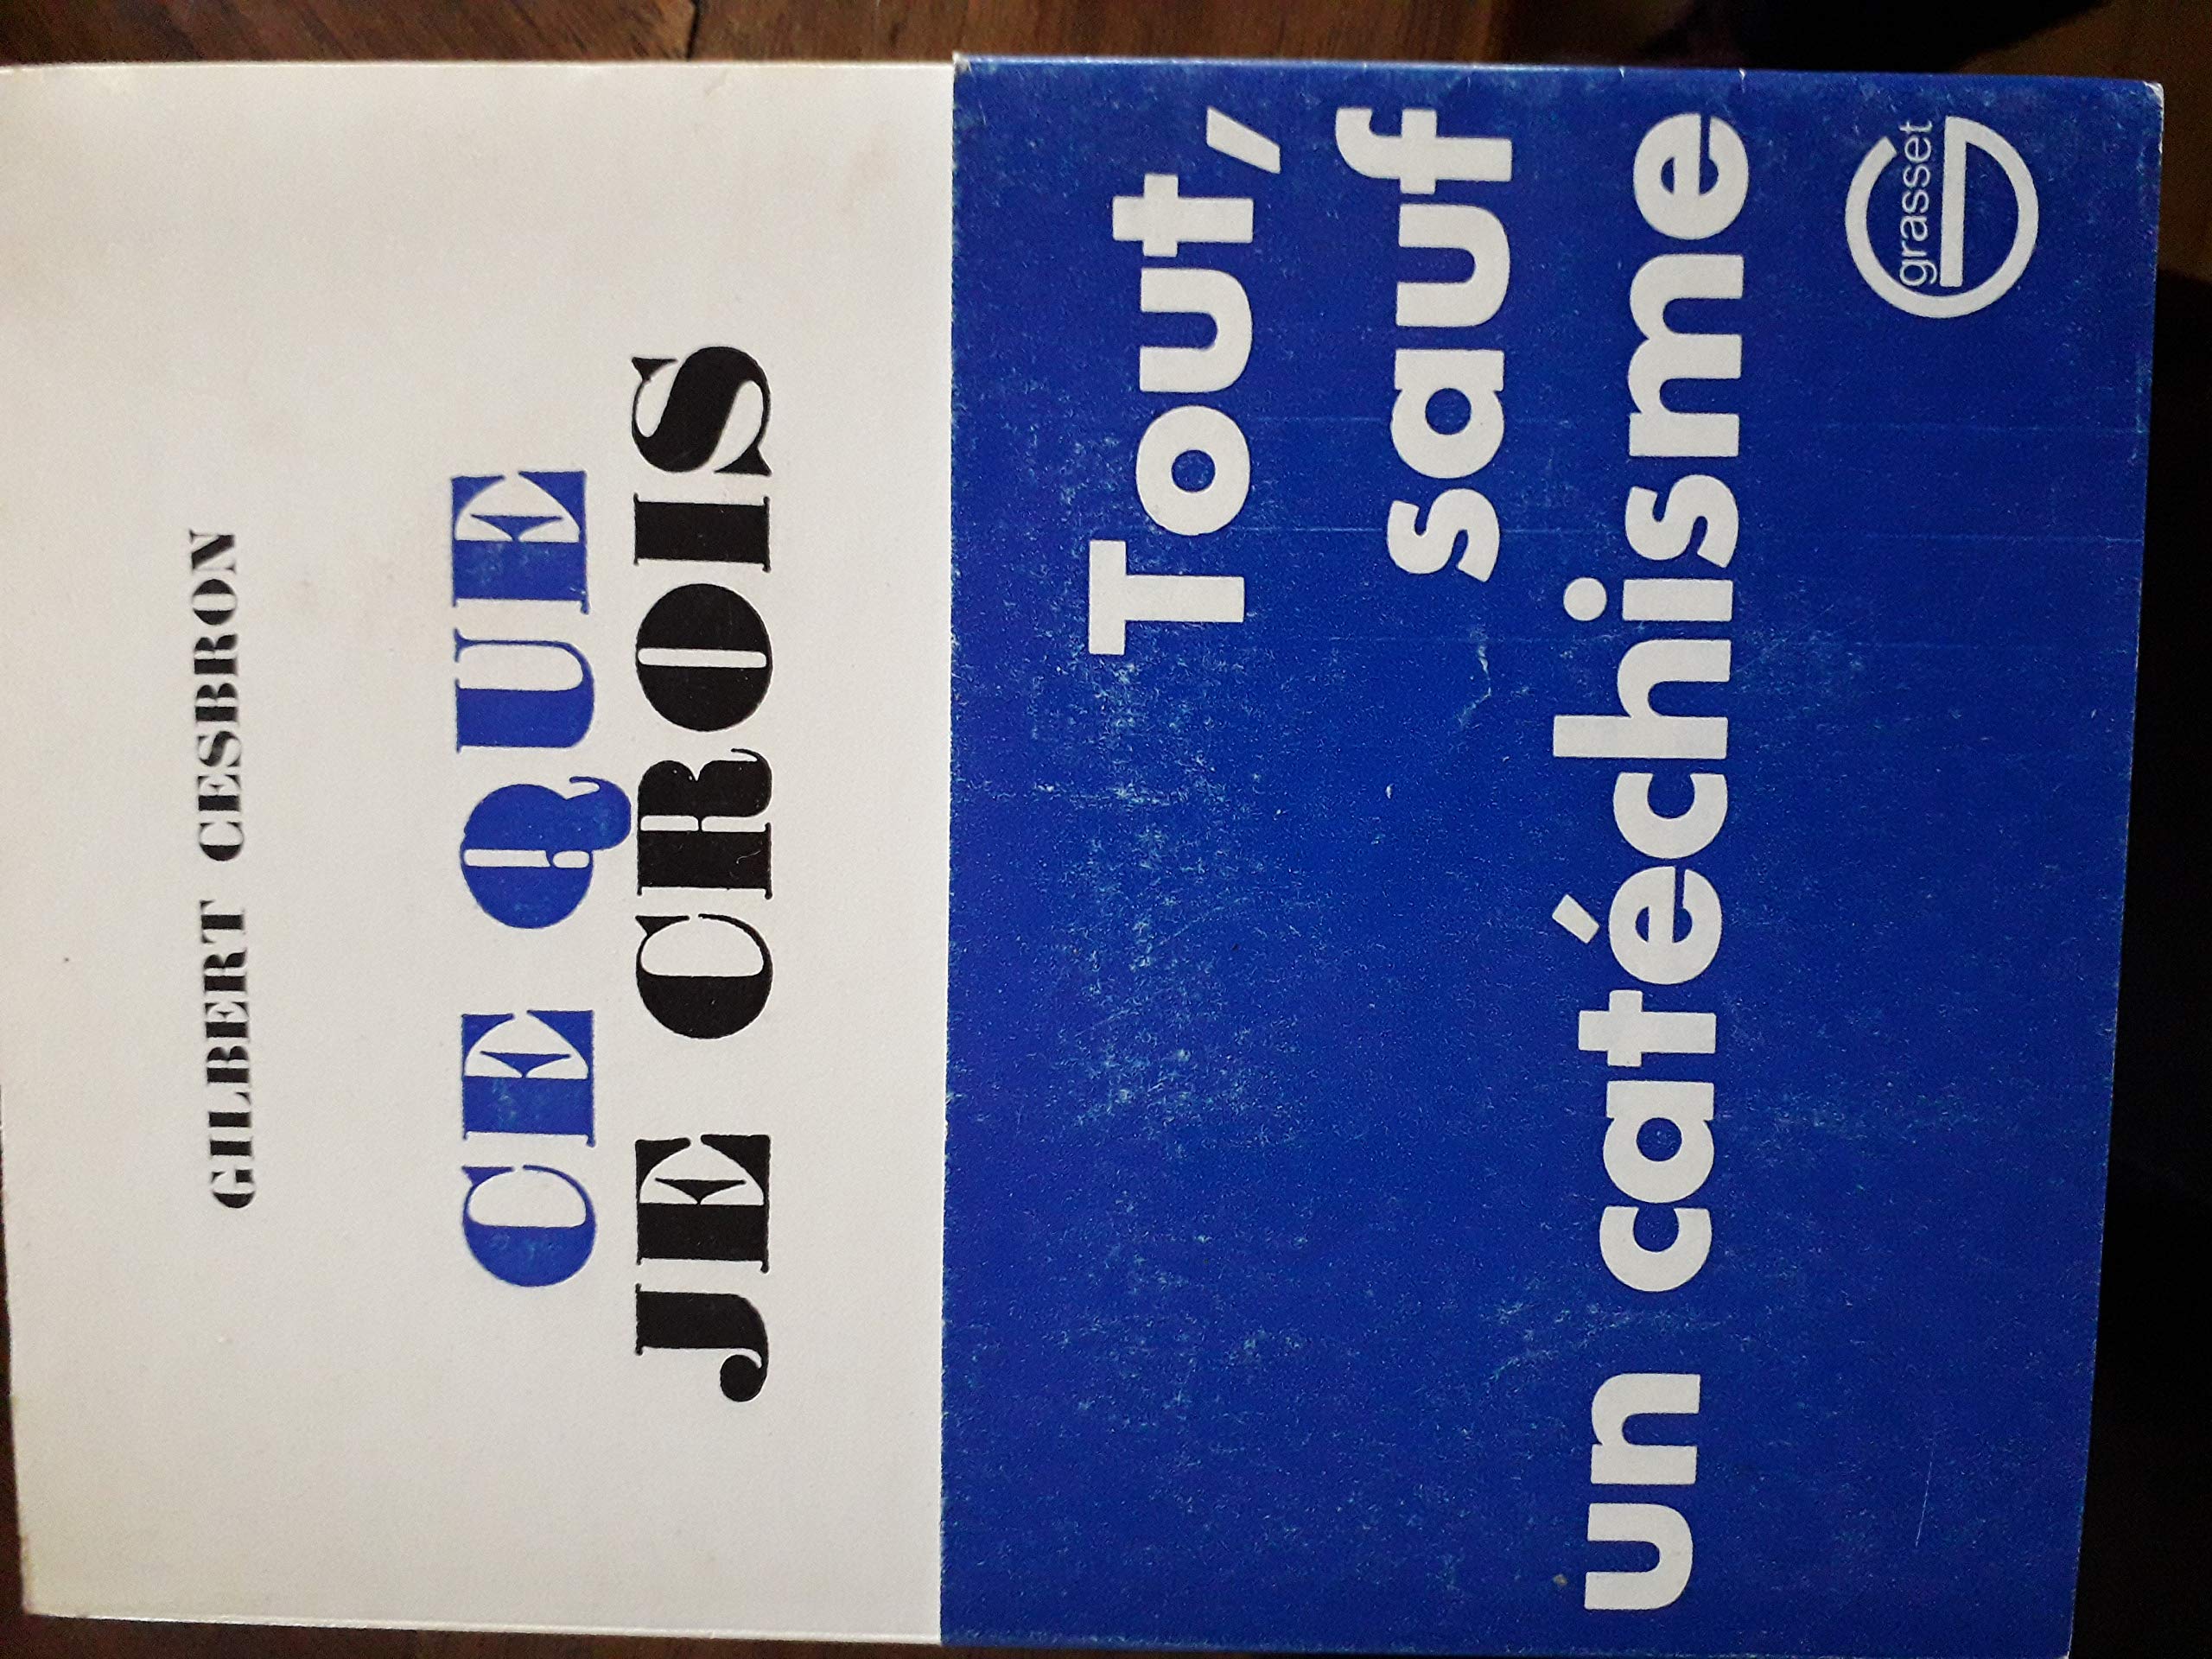 GILBERT CESBRON
CE QUE
JE CROIS
Tout,
sauf
un catéchisme
grasset